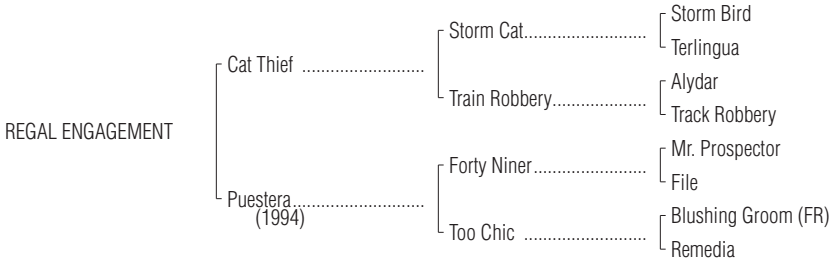 Storm Bird
Storm Cat..........................
Terlingua
Cat Thief ..........................
Alydar
Train Robbery....................
Track Robbery
REGAL ENGAGEMENT
Mr. Prospector
Forty Niner........................
File
Puestera............................
(1994)
Blushing Groom (FR)
Too Chic ..........................
Remedia